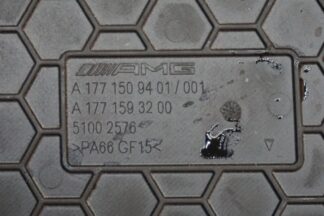 AMG
A 177 150 94 01 / 001
A 177 159 32 00
5100 2576
>PA66 GF15<